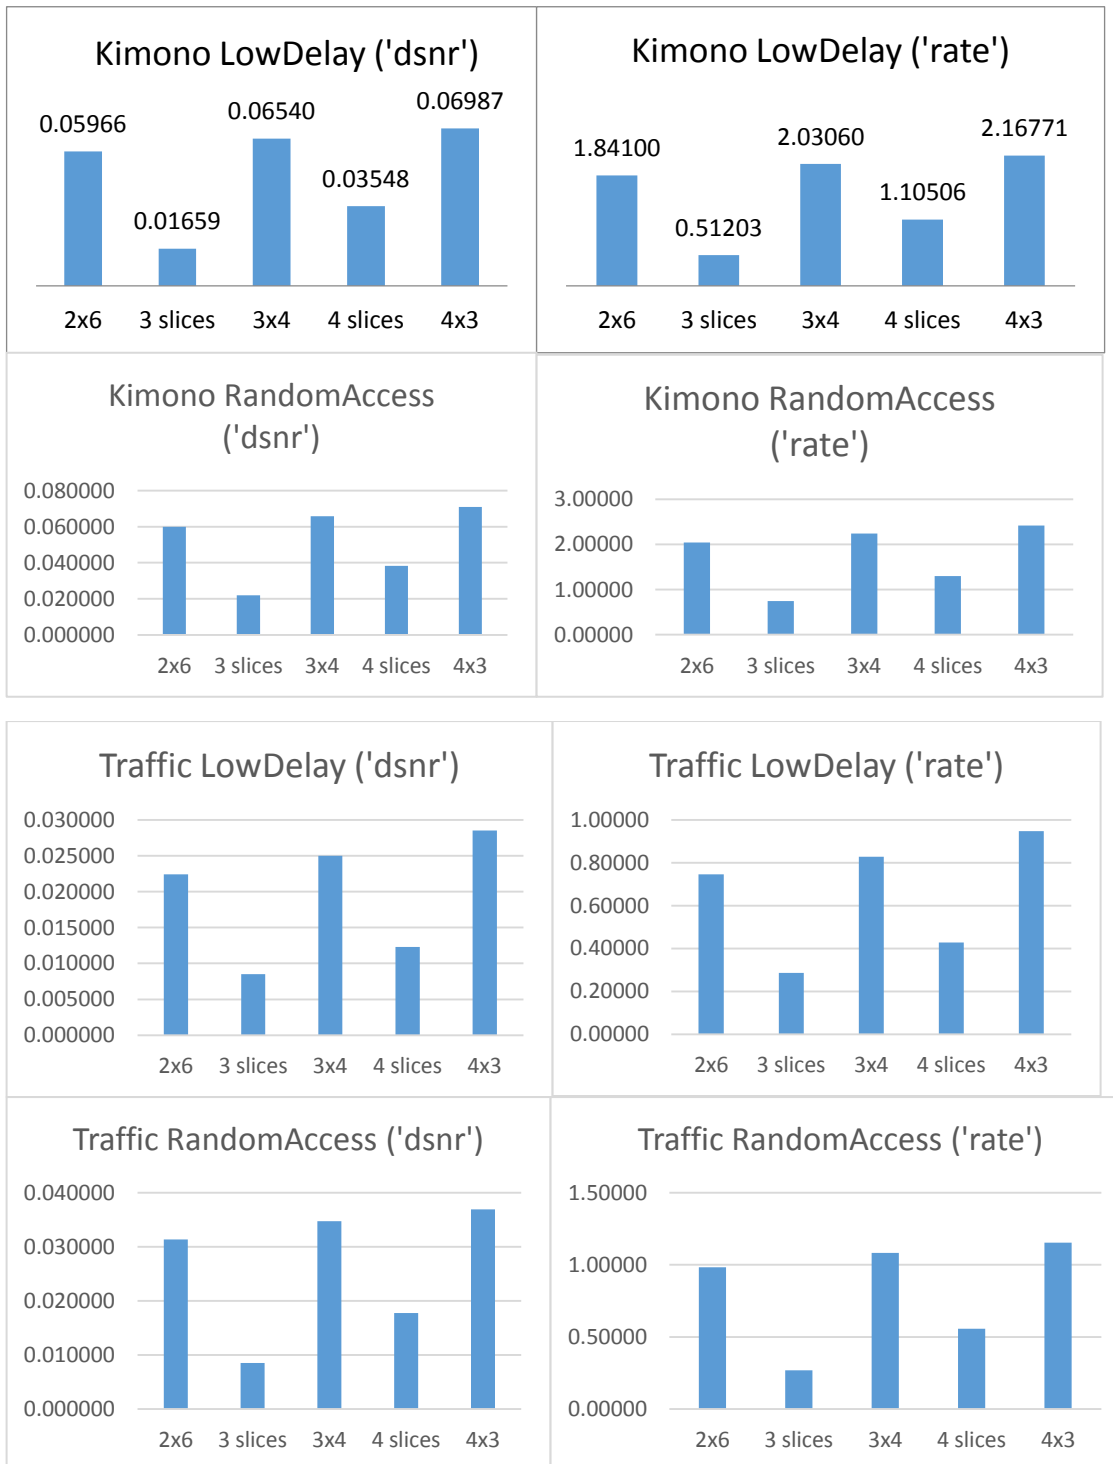 Kimono LowDelay ('dsnr')
0.05966
0.01659
0.06540
0.03548
0.06987
2x6 3 slices 3x4 4 slices 4x3
Kimono LowDelay ('rate')
1.84100
0.51203
2.03060
1.10506
2.16771
2x6 3 slices 3x4 4 slices 4x3
Kimono RandomAccess
('dsnr')
0.080000
0.060000
0.040000
0.020000
0.000000
2x6 3 slices 3x4 4 slices 4x3
Kimono RandomAccess
('rate')
3.00000
2.00000
1.00000
0.00000
2x6 3 slices 3x4 4 slices 4x3
Traffic LowDelay ('dsnr')
0.030000
0.025000
0.020000
0.015000
0.010000
0.005000
0.000000
2x6 3 slices 3x4 4 slices 4x3
Traffic LowDelay ('rate')
1.00000
0.80000
0.60000
0.40000
0.20000
0.00000
2x6 3 slices 3x4 4 slices 4x3
Traffic RandomAccess ('dsnr')
0.040000
0.030000
0.020000
0.010000
0.000000
2x6 3 slices 3x4 4 slices 4x3
Traffic RandomAccess ('rate')
1.50000
1.00000
0.50000
0.00000
2x6 3 slices 3x4 4 slices 4x3